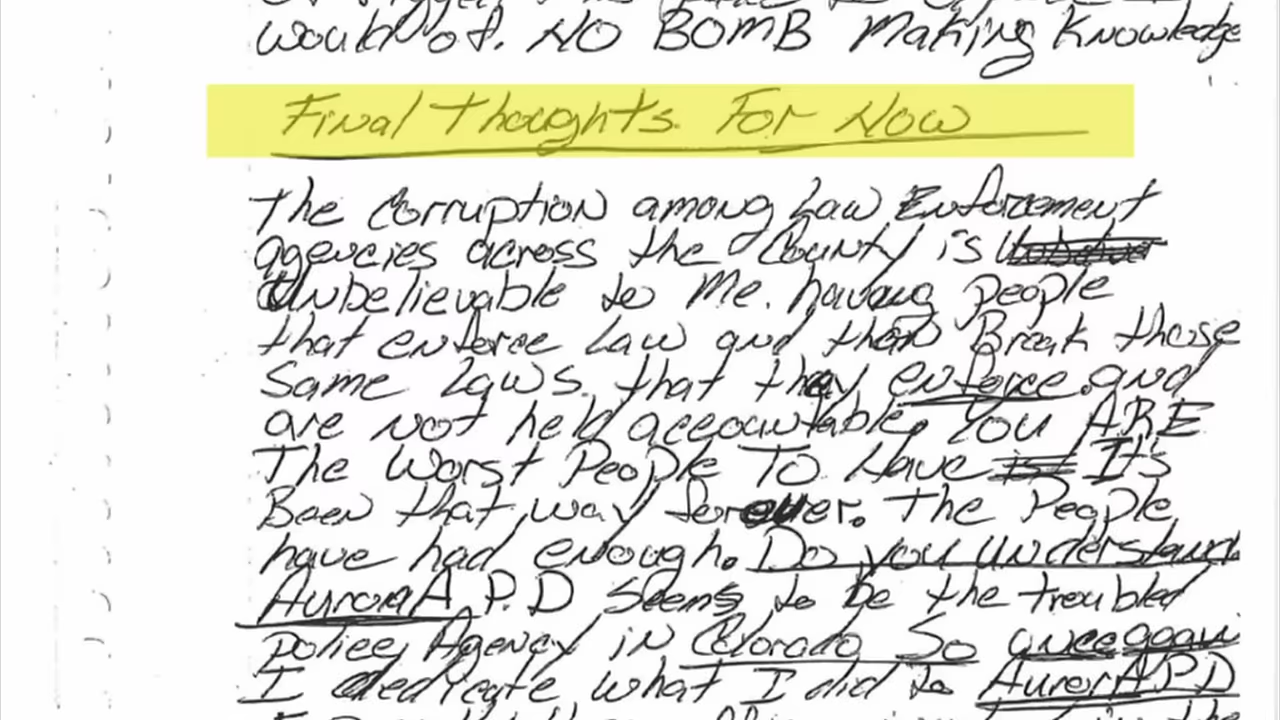 would of. NO BOMB Making Knowledge
Final Thoughts For Now
The Corruption among Law Enforcement
agencies across the County is
Unbelievable to Me. having people
that enforce Law and then Break those
Same Laws. that they enforce and
are not held accountable. You ARE
The Worst People To Have It's
Been that way forever. The People
have had enough. Do you understand
AurorA P.D Seems to be the troubled
police Agency in Colorado So once again
I dedicate what I did to AurorA P.D